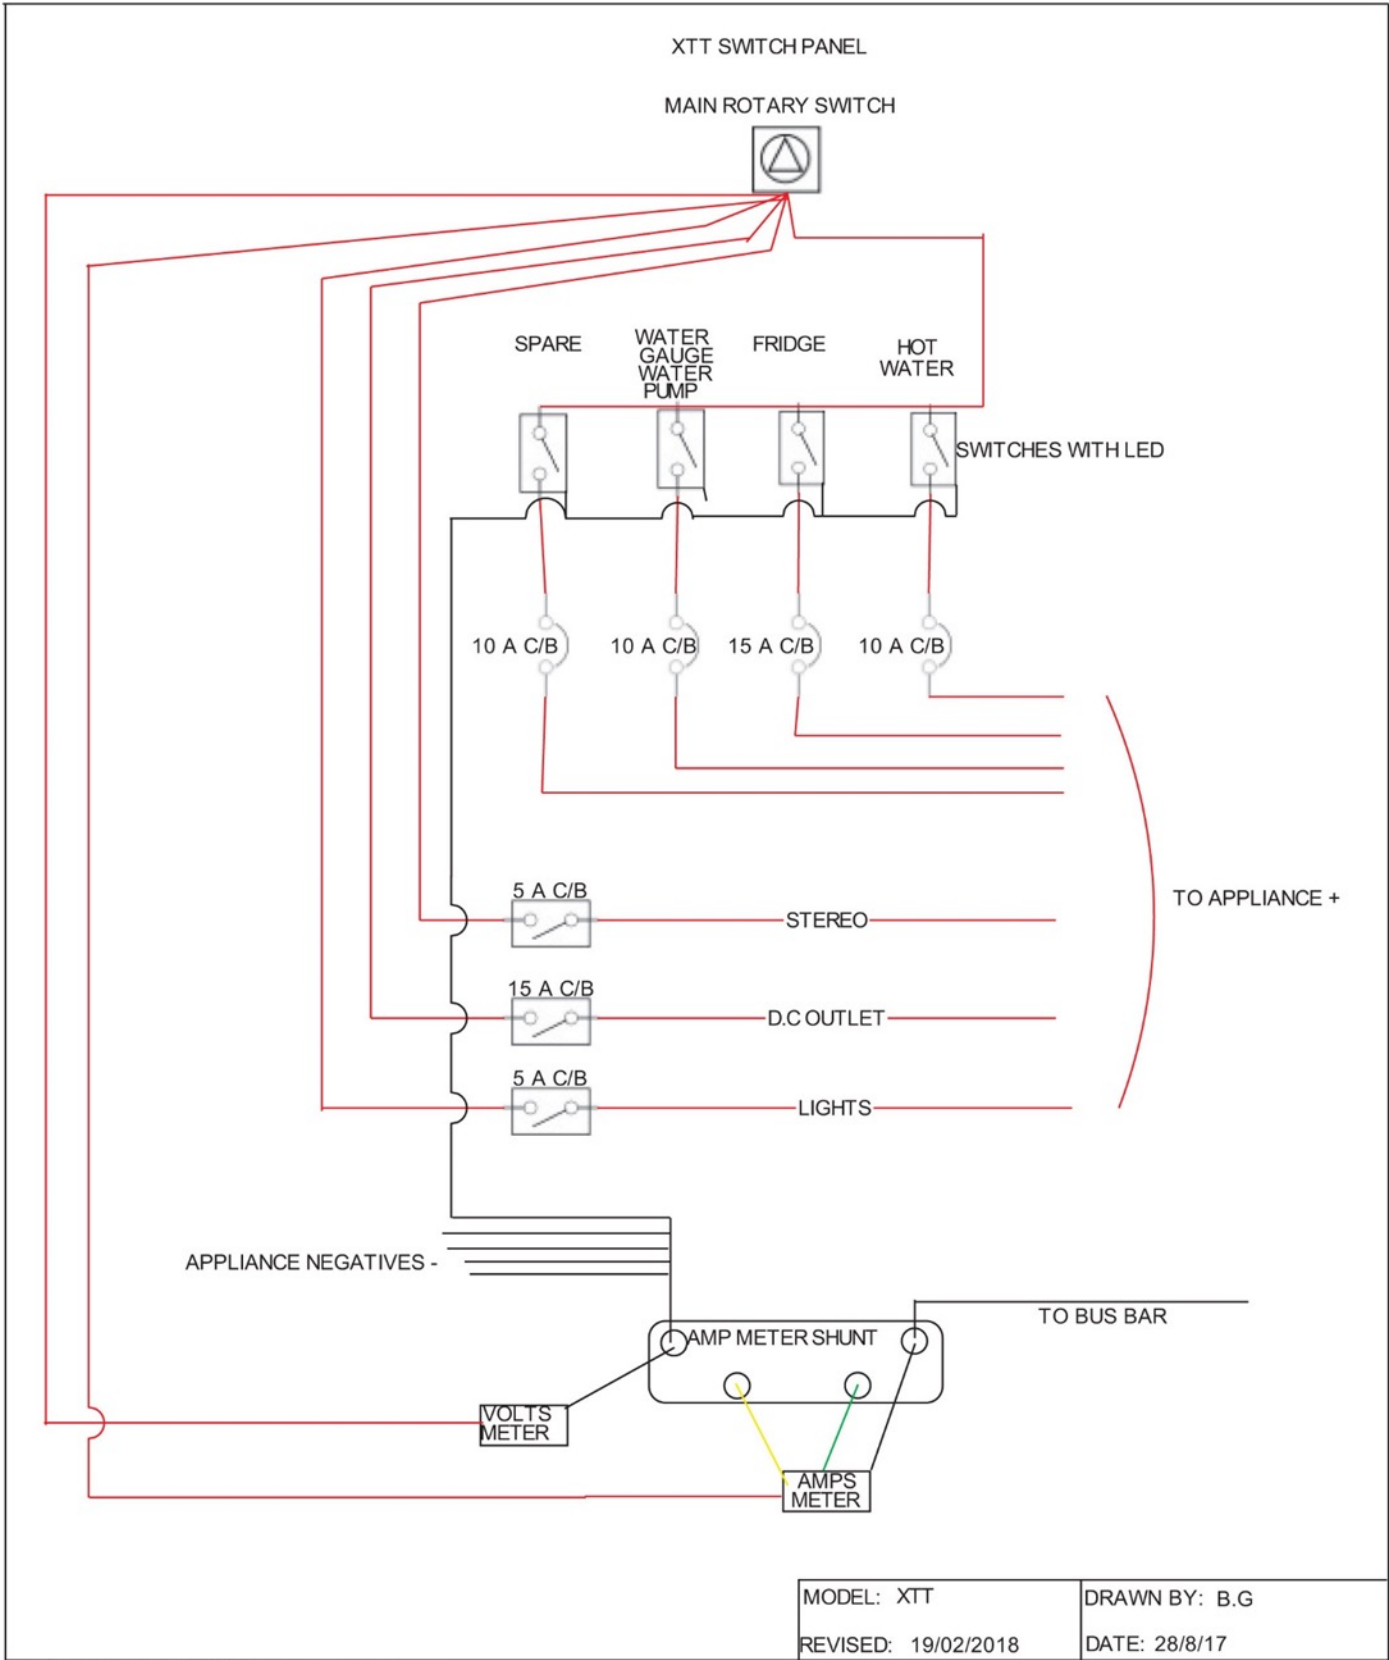 XTT SWITCH PANEL
MAIN ROTARY SWITCH
SPARE
WATER
GAUGE
WATER
PUMP
FRIDGE
HOT
WATER
SWITCHES WITH LED
10 A C/B
10 A C/B
15 A C/B
10 A C/B
5 A C/B
STEREO
TO APPLIANCE +
15 A C/B
D.C OUTLET
5 A C/B
LIGHTS
APPLIANCE NEGATIVES -
TO BUS BAR
AMP METER SHUNT
VOLTS
METER
AMPS
METER
MODEL: XTT
DRAWN BY: B.G
REVISED: 19/02/2018
DATE: 28/8/17